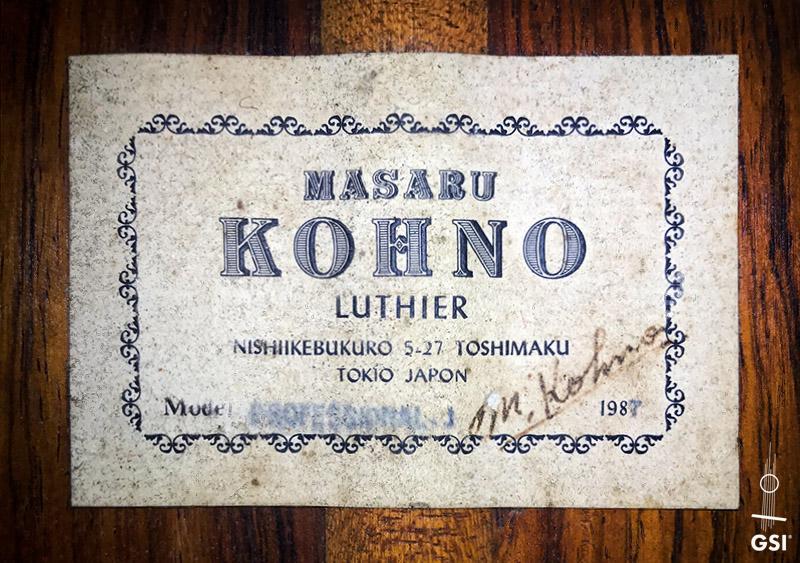 MASARU
KOHNO
LUTHIER
NISHIIKEBUKURO 5-27 TOSHIMAKU
TOKIO JAPON
Model PROFESSIONAL-J M. Kohno 1987
GSI